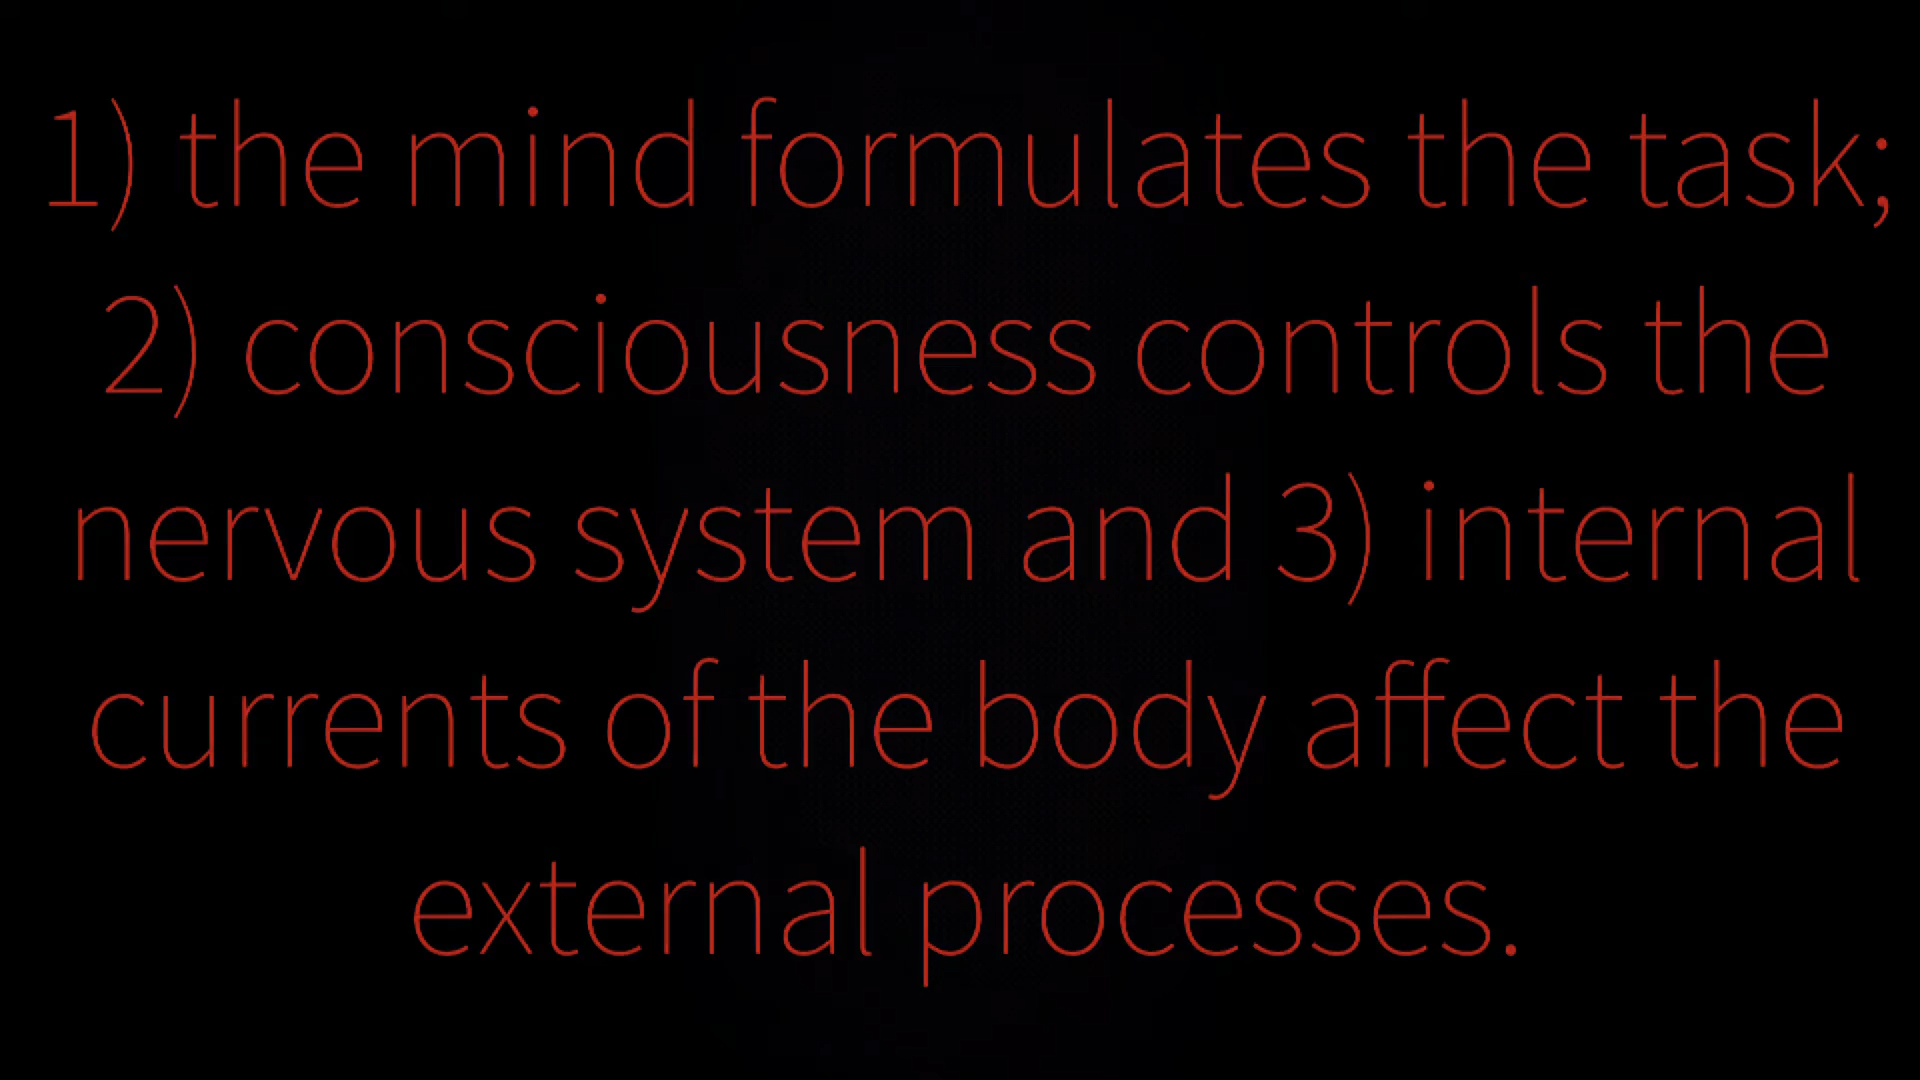 1) the mind formulates the task;
2) consciousness controls the
nervous system and 3) internal
currents of the body affect the
external processes.